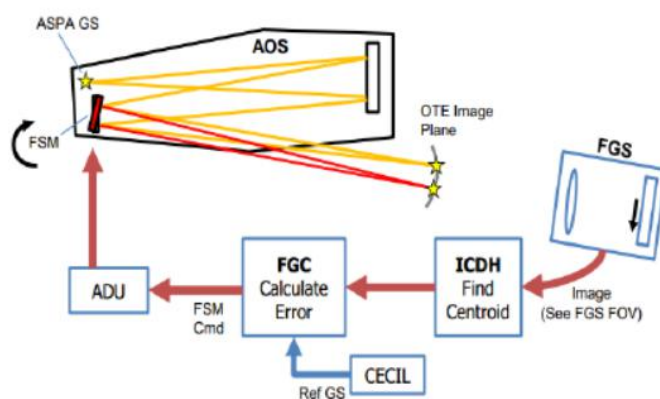 ASPA GS
AOS
FSM
OTE Image
Plane
FGS
ADU
FSM
Cmd
FGC
Calculate
Error
ICDH
Find
Centroid
Image
(See FGS FOV)
Ref GS
CECIL